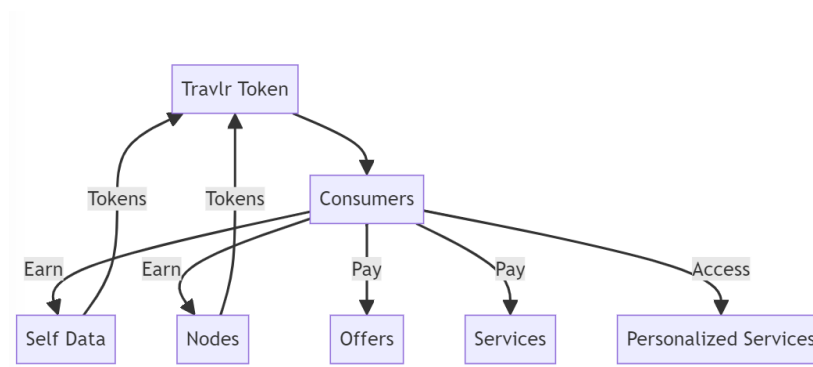 Travlr Token
Tokens
Tokens
Consumers
Earn
Earn
Pay
Pay
Access
Self Data
Nodes
Offers
Services
Personalized Services